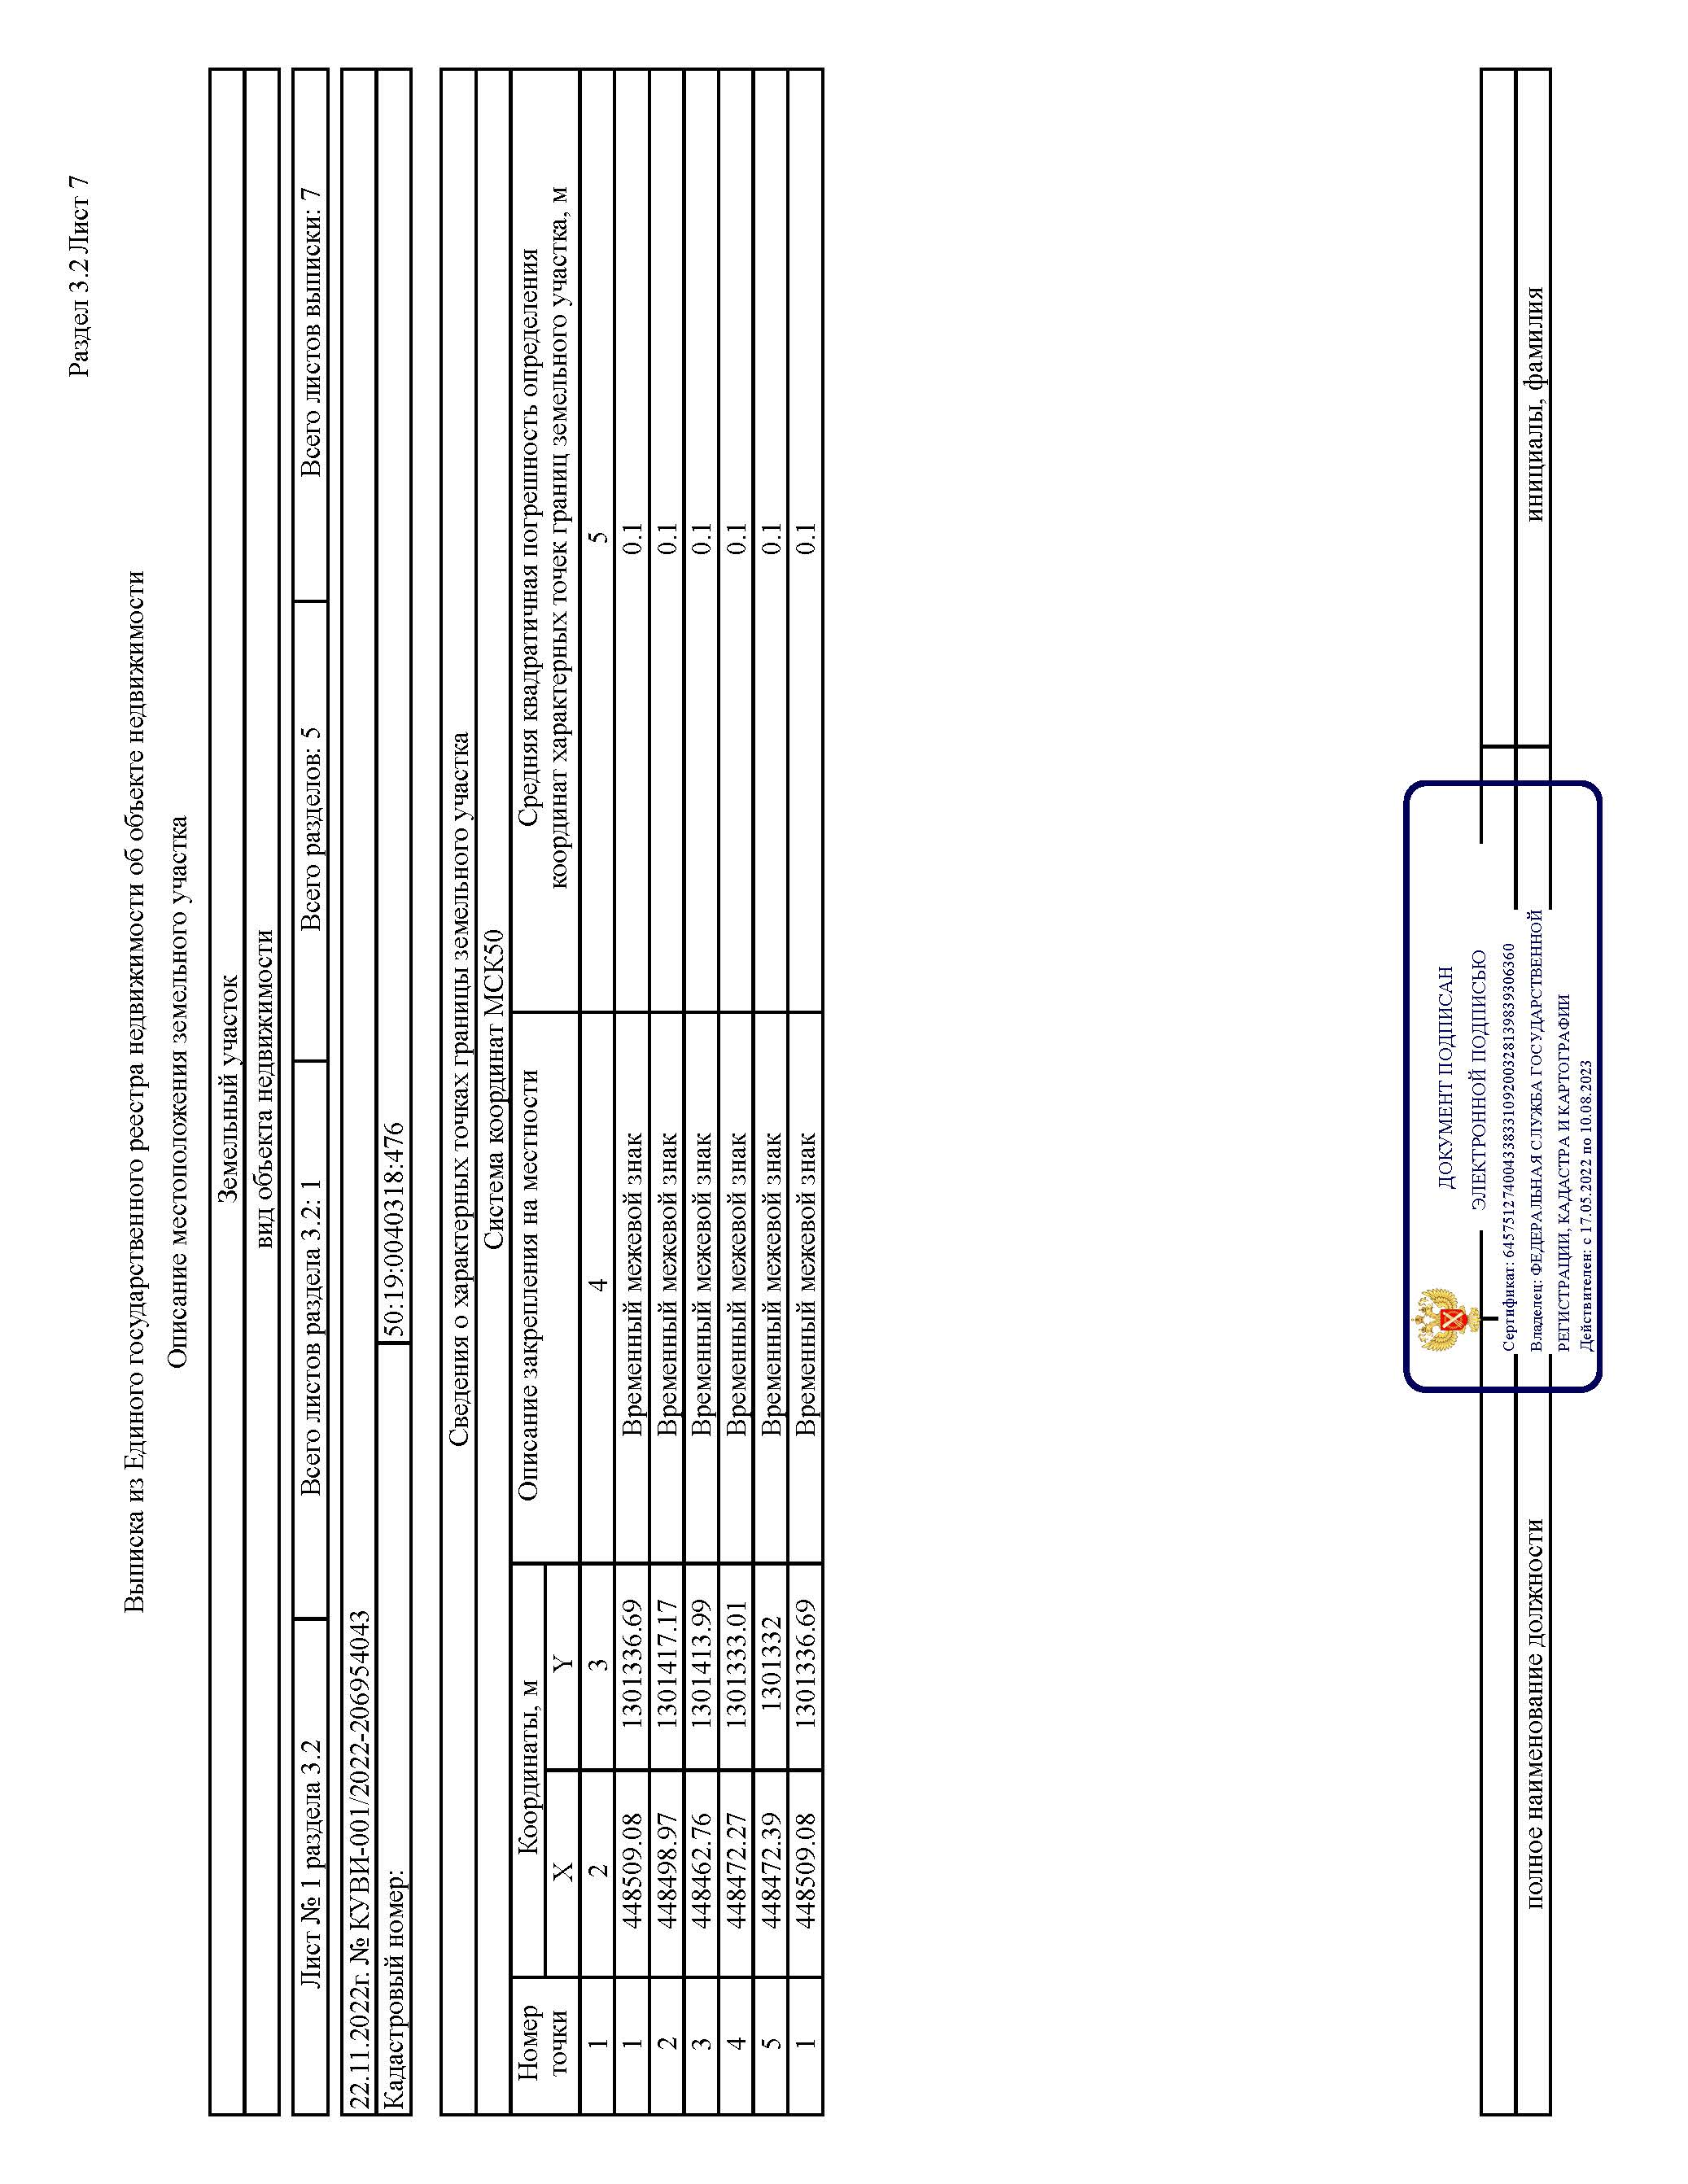 Раздел 3.2 Лист 7
Выписка из Единого государственного реестра недвижимости об объекте недвижимости
Описание местоположения земельного участка
Земельный участок
вид объекта недвижимости
Лист № 1 раздела 3.2 Всего листов раздела 3.2: 1 Всего разделов: 5 Всего листов выписки: 7
22.11.2022г. № КУВИ-001/2022-206954043
Кадастровый номер: 50:19:0040318:476
Сведения о характерных точках границы земельного участка
Система координат МСК50
Номер точки
Координаты, м
X Y
Описание закрепления на местности
Средняя квадратичная погрешность определения
координат характерных точек границ земельного участка, м
1 2 3 4 5
1 448509.08 1301336.69 Временный межевой знак 0.1
2 448498.97 1301417.17 Временный межевой знак 0.1
3 448462.76 1301413.99 Временный межевой знак 0.1
4 448472.27 1301333.01 Временный межевой знак 0.1
5 448472.39 1301332 Временный межевой знак 0.1
1 448509.08 1301336.69 Временный межевой знак 0.1
ДОКУМЕНТ ПОДПИСАН
ЭЛЕКТРОННОЙ ПОДПИСЬЮ
Сертификат: 64575127400433833109200328139839306360
Владелец: ФЕДЕРАЛЬНАЯ СЛУЖБА ГОСУДАРСТВЕННОЙ
РЕГИСТРАЦИИ, КАДАСТРА И КАРТОГРАФИИ
Действителен: с 17.05.2022 по 10.08.2023
полное наименование должности
инициалы, фамилия